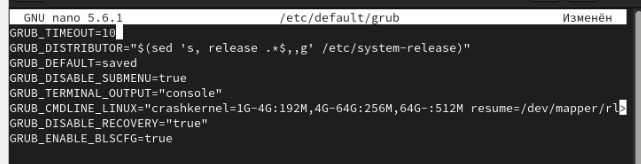 GNU nano 5.6.1 /etc/default/grub Изменён
GRUB_TIMEOUT=10
GRUB_DISTRIBUTOR="$(sed 's, release .*$,,g' /etc/system-release)"
GRUB_DEFAULT=saved
GRUB_DISABLE_SUBMENU=true
GRUB_TERMINAL_OUTPUT="console"
GRUB_CMDLINE_LINUX="crashkernel=1G-4G:192M,4G-64G:256M,64G-:512M resume=/dev/mapper/rl>
GRUB_DISABLE_RECOVERY="true"
GRUB_ENABLE_BLSCFG=true